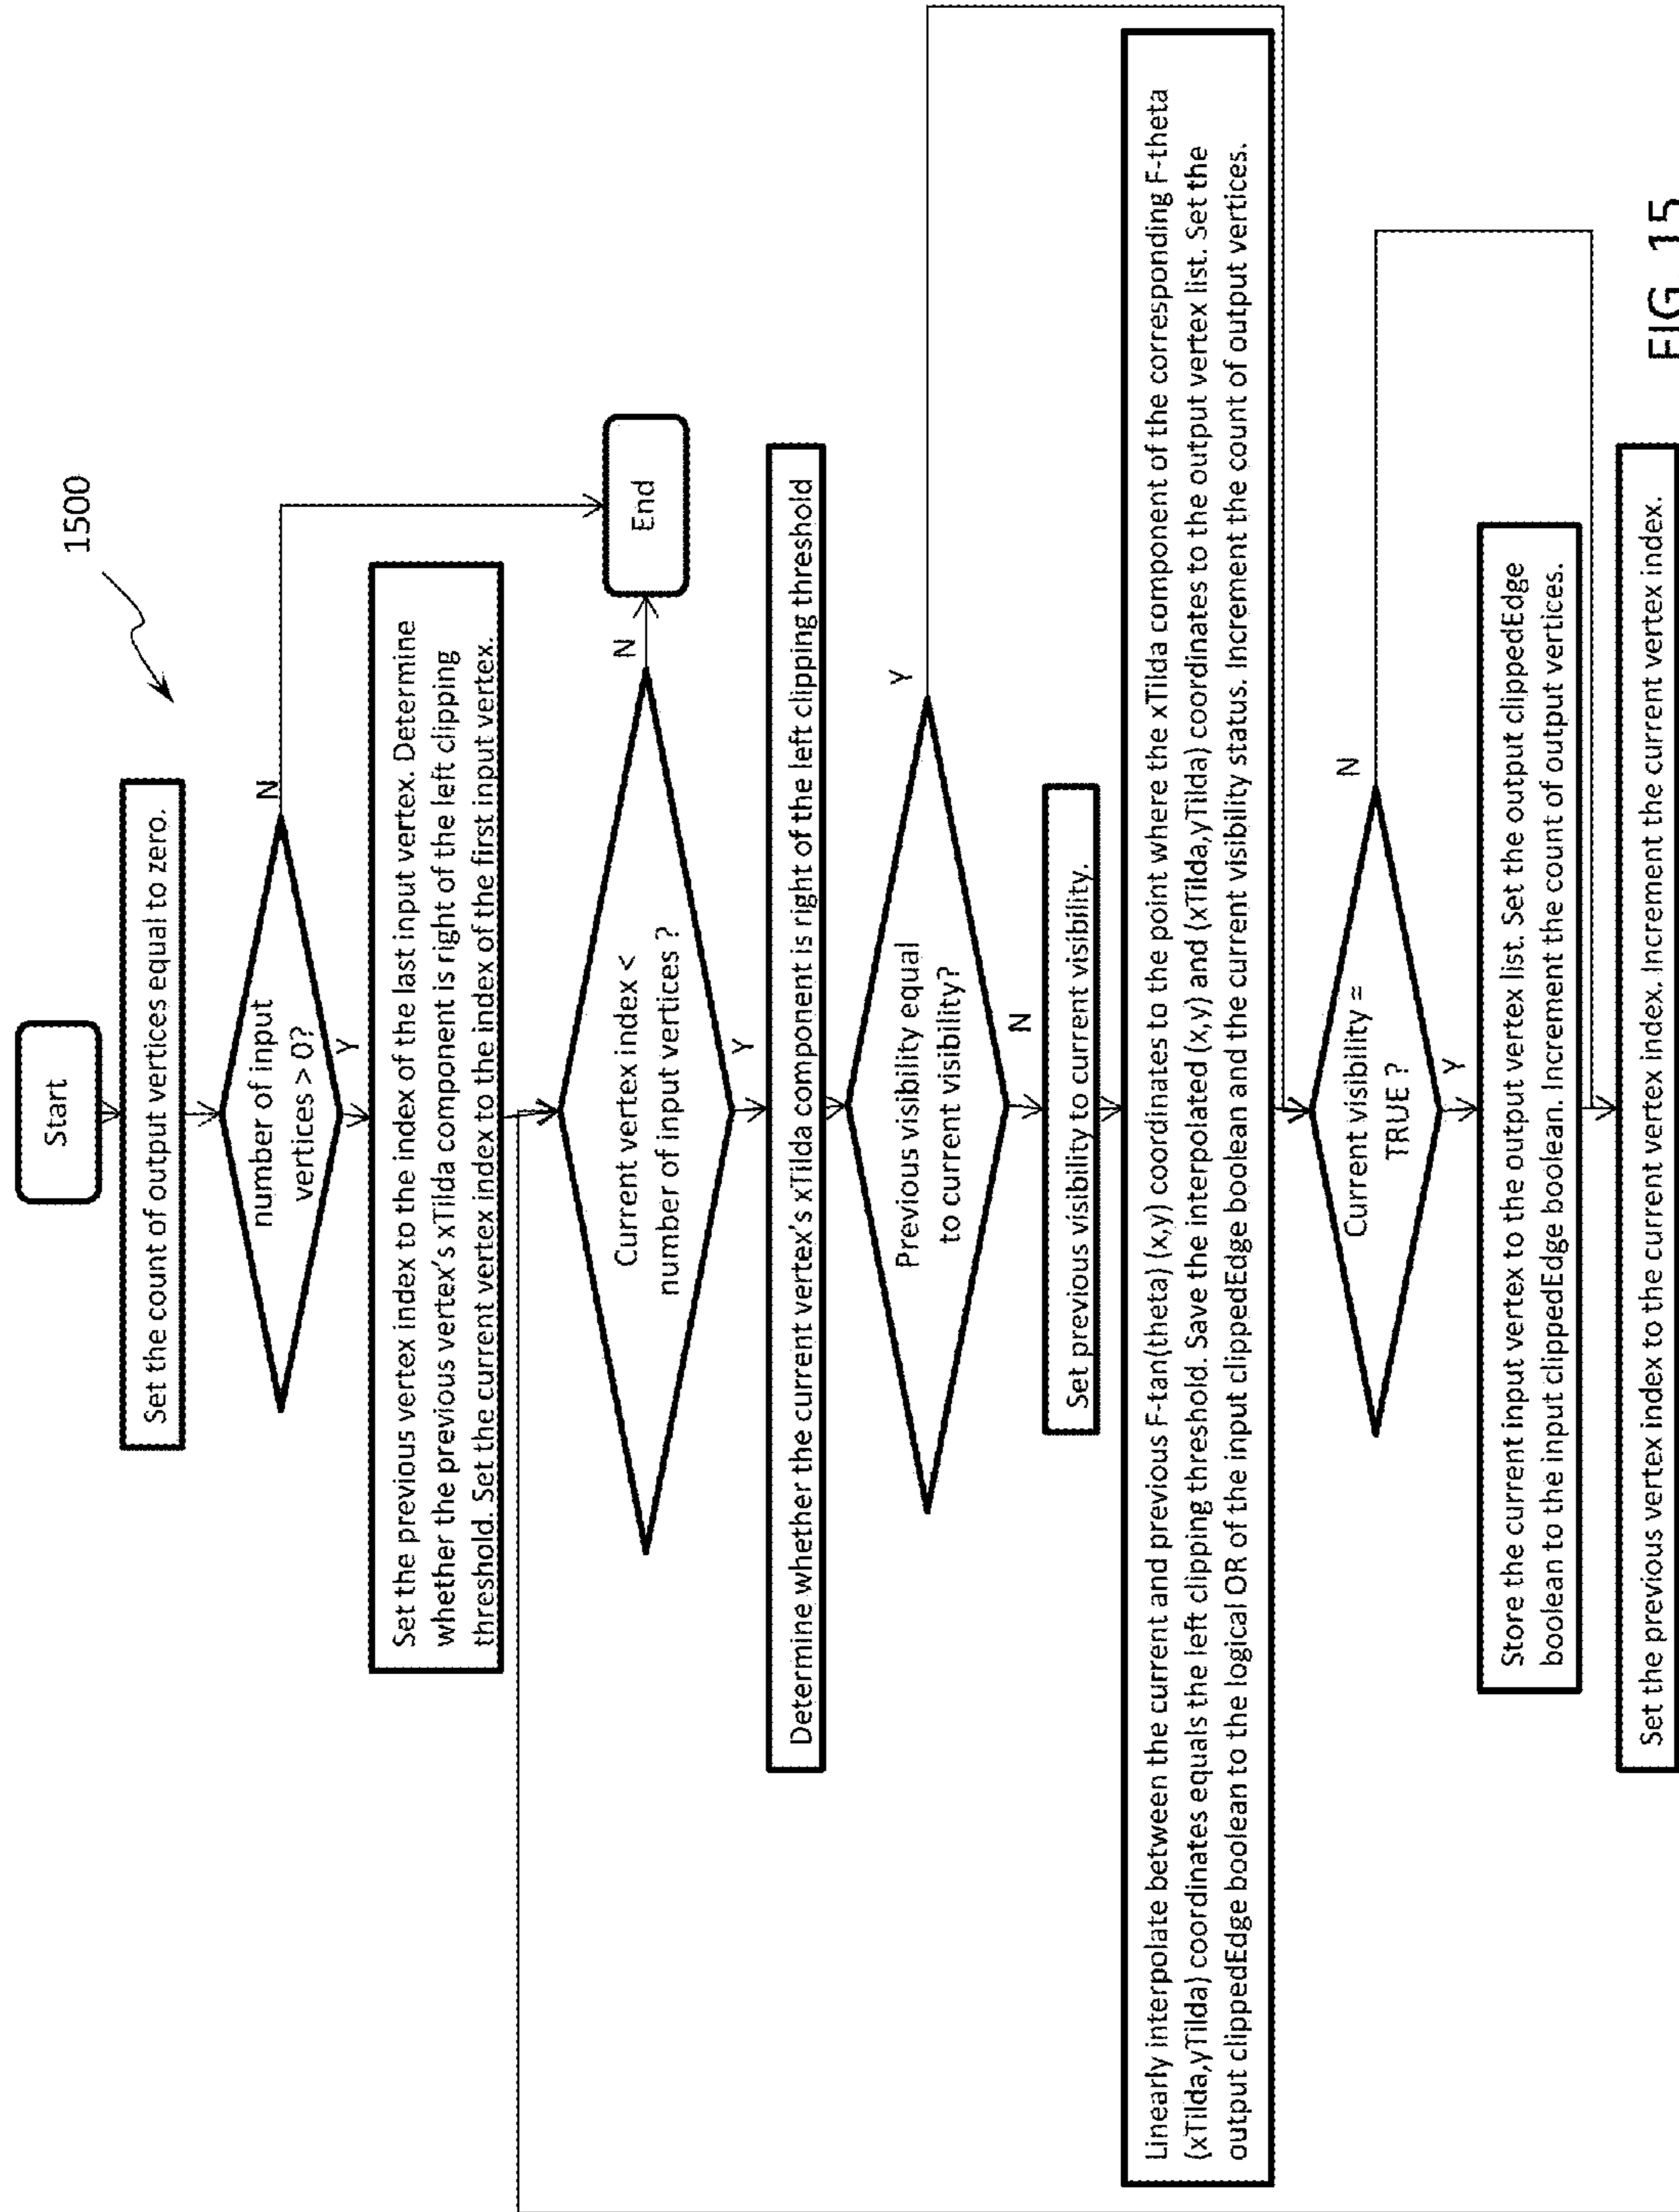 1500
Start
Set the count of output vertices equal to zero.
number of input
vertices > 0?
N
Y
Set the previous vertex index to the index of the last input vertex. Determine
whether the previous vertex's xTilda component is right of the left clipping
threshold. Set the current vertex index to the index of the first input vertex.
Current vertex index <
number of input vertices ?
N
End
Y
Determine whether the current vertex's xTilda component is right of the left clipping threshold
Previous visibility equal
to current visibility?
Y
N
Set previous visibility to current visibility.
Linearly interpolate between the current and previous F-tan(theta) (x,y) coordinates to the point where the xTilda component of the corresponding F-theta
(xTilda,yTilda) coordinates equals the left clipping threshold. Save the interpolated (x,y) and (xTilda,yTilda) coordinates to the output vertex list. Set the
output clippedEdge boolean to the logical OR of the input clippedEdge boolean and the current visibility status. Increment the count of output vertices.
Current visibility =
TRUE ?
N
Y
Store the current input vertex to the output vertex list. Set the output clippedEdge
boolean to the input clippedEdge boolean. Increment the count of output vertices.
Set the previous vertex index to the current vertex index. Increment the current vertex index.
FIG. 15